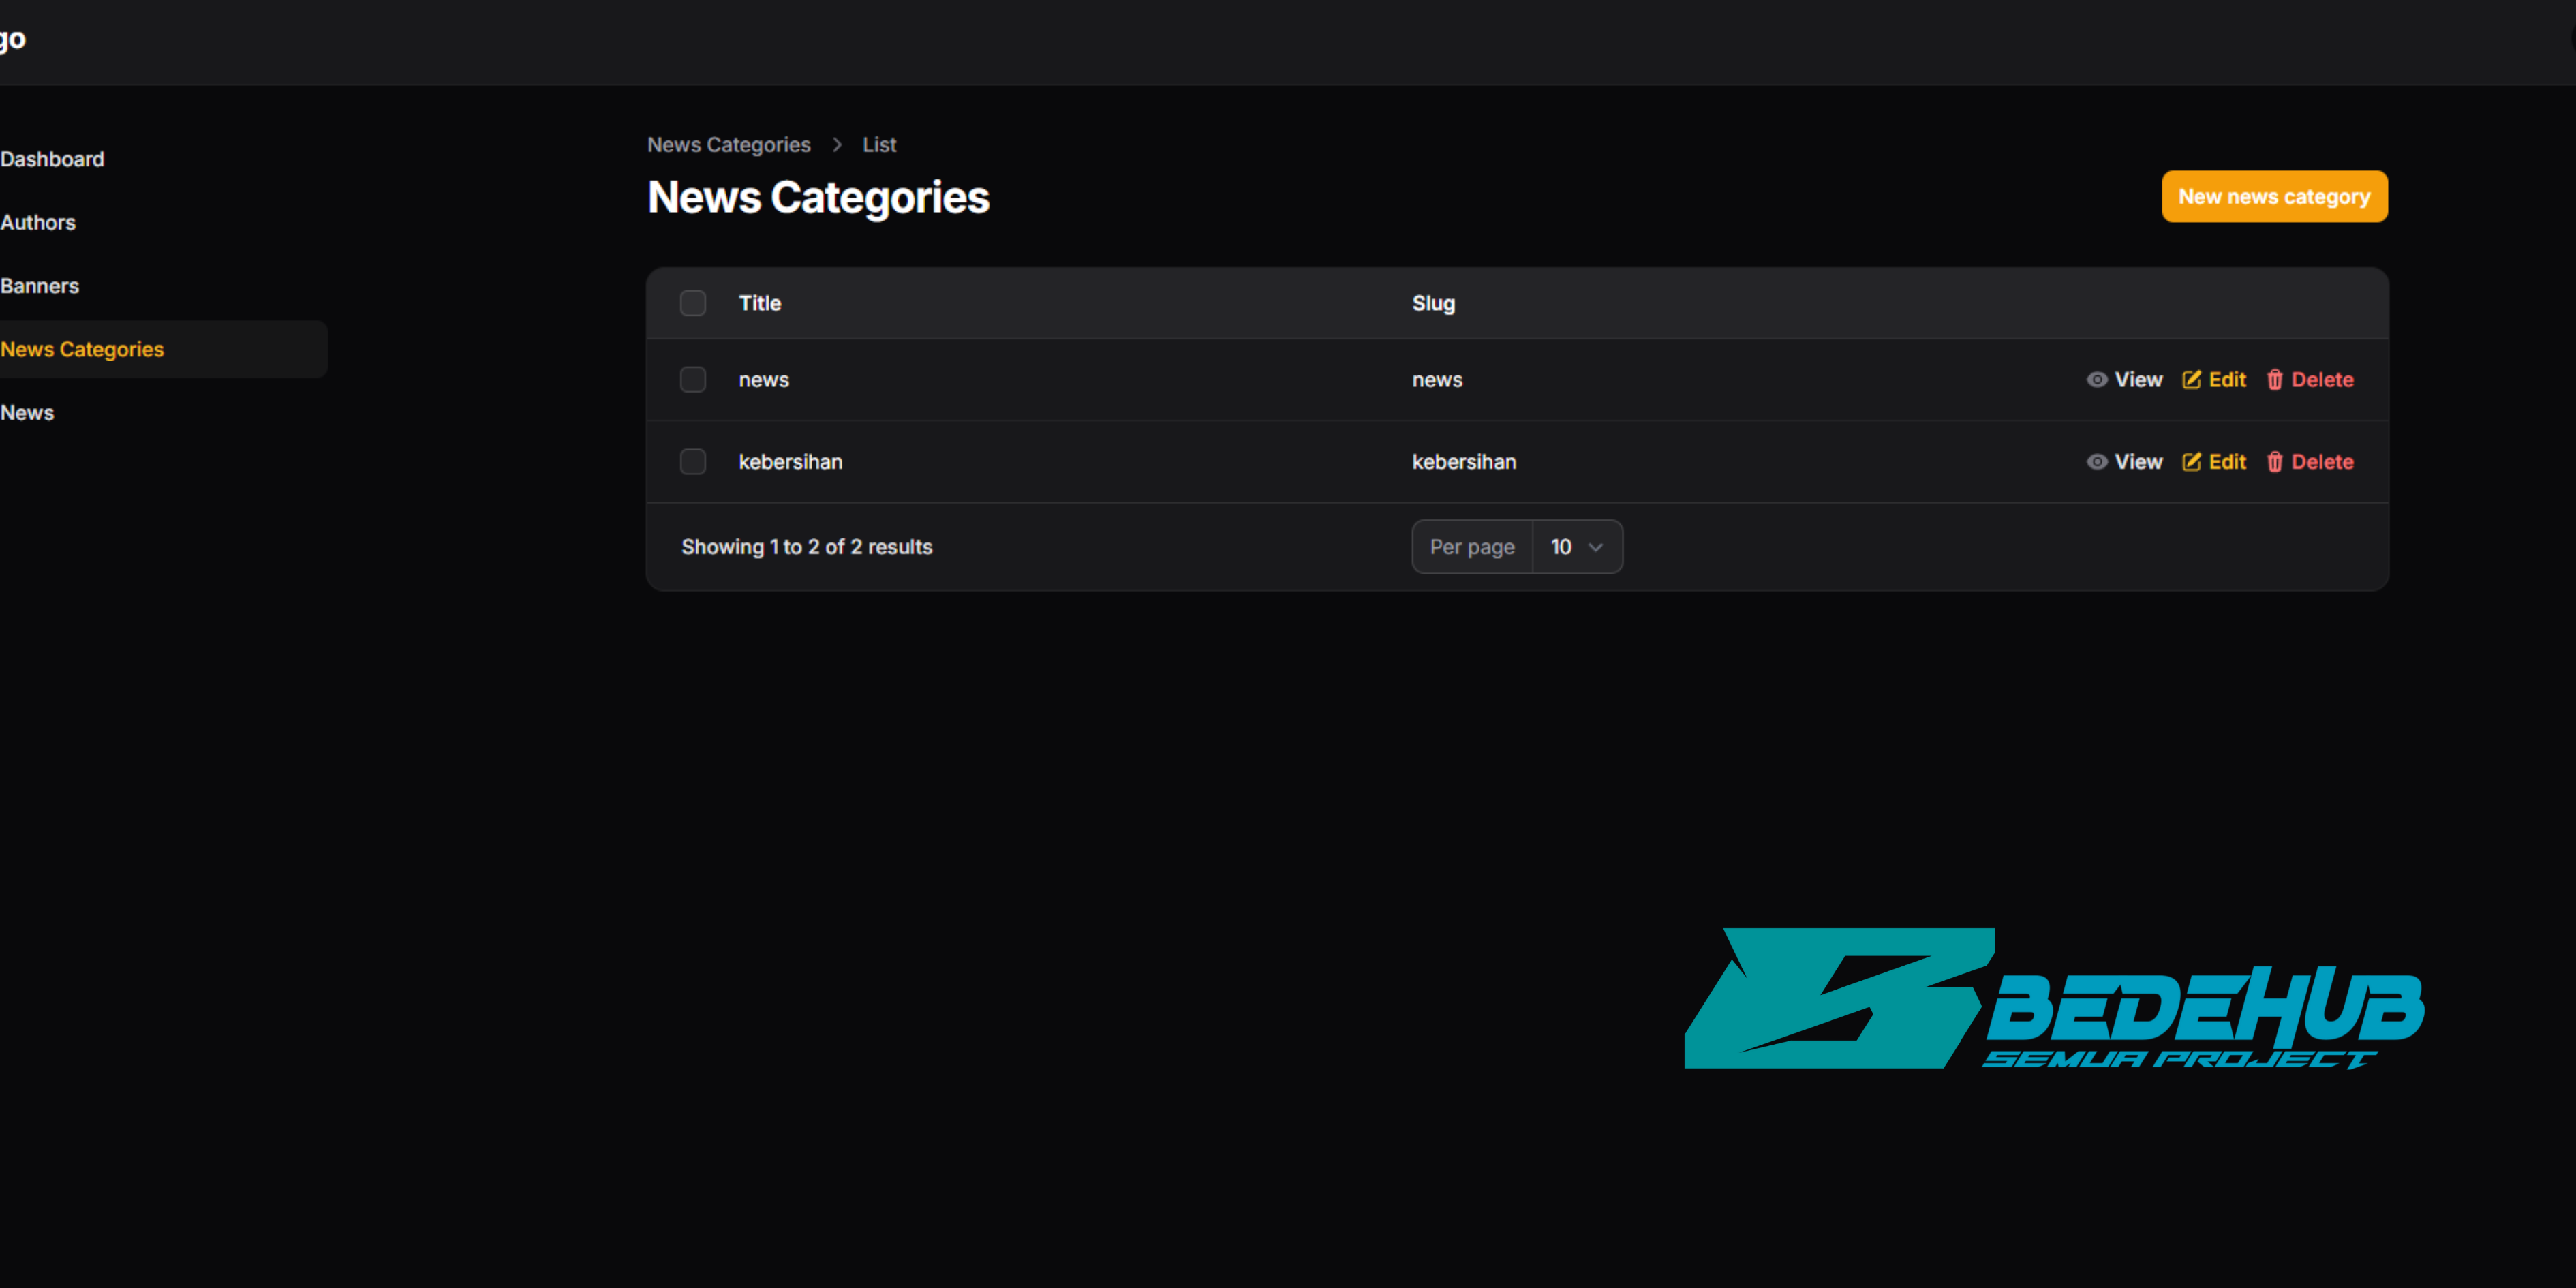 go
Dashboard
Authors
Banners
News Categories
News
News Categories > List
News Categories
New news category
Title Slug
news news View Edit Delete
kebersihan kebersihan View Edit Delete
Showing 1 to 2 of 2 results Per page 10
BEDEHUB
SEMUA PROJECT